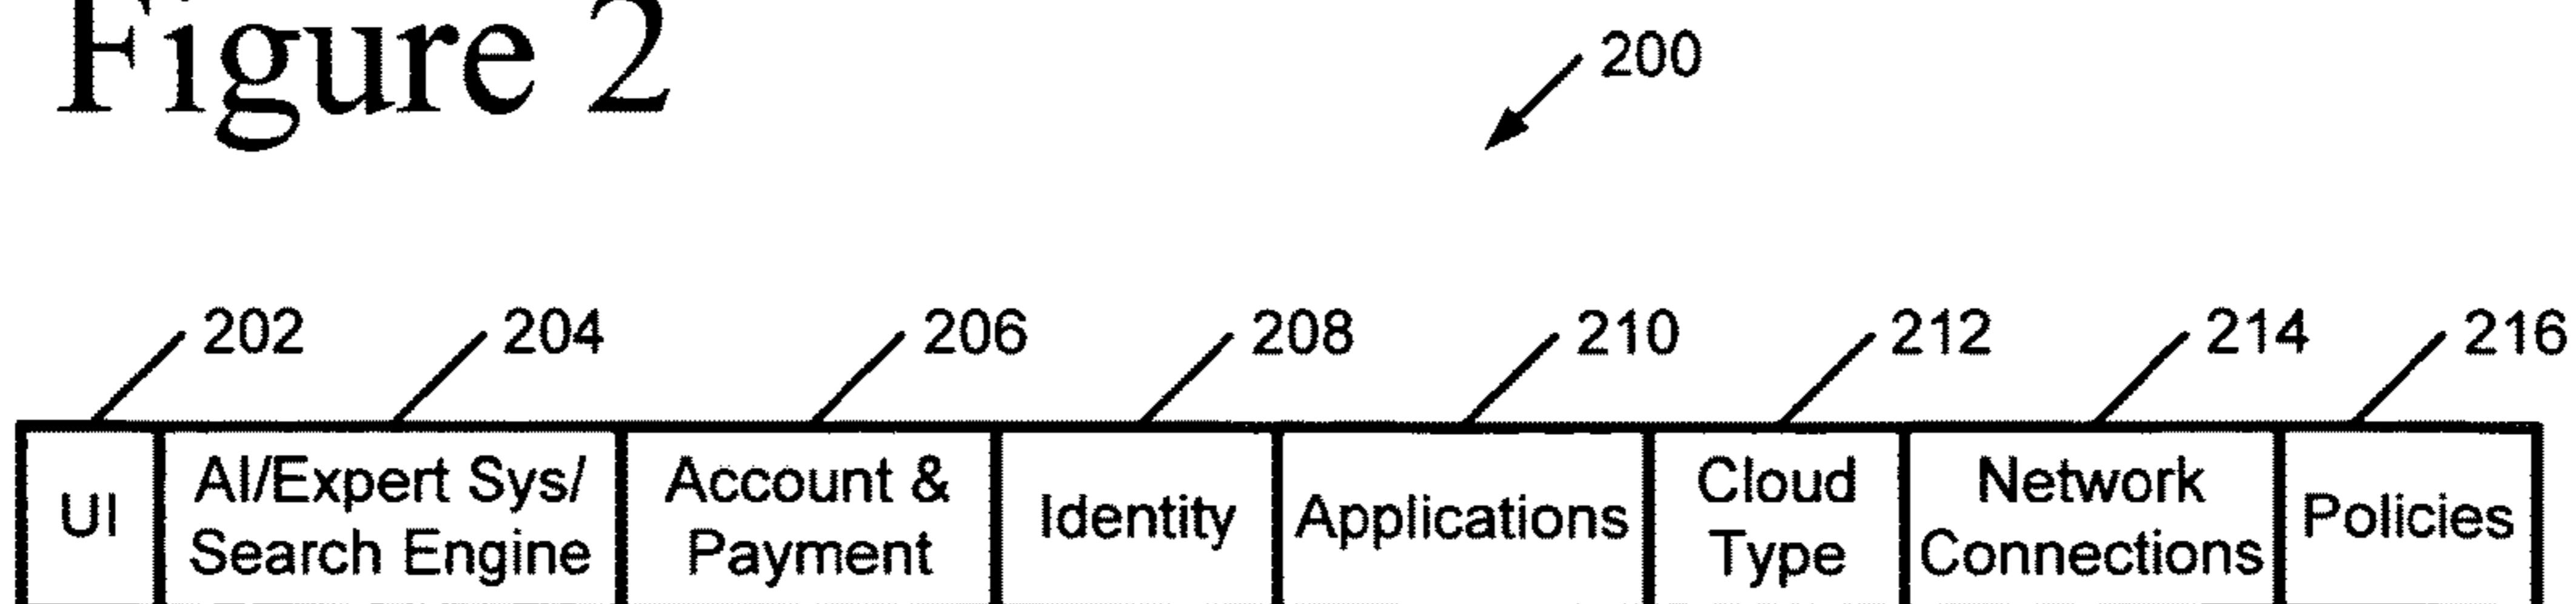 Figure 2
200
202 204 206 208 210 212 214 216
UI
AI/Expert Sys/
Search Engine
Account &
Payment
Identity
Applications
Cloud
Type
Network
Connections
Policies